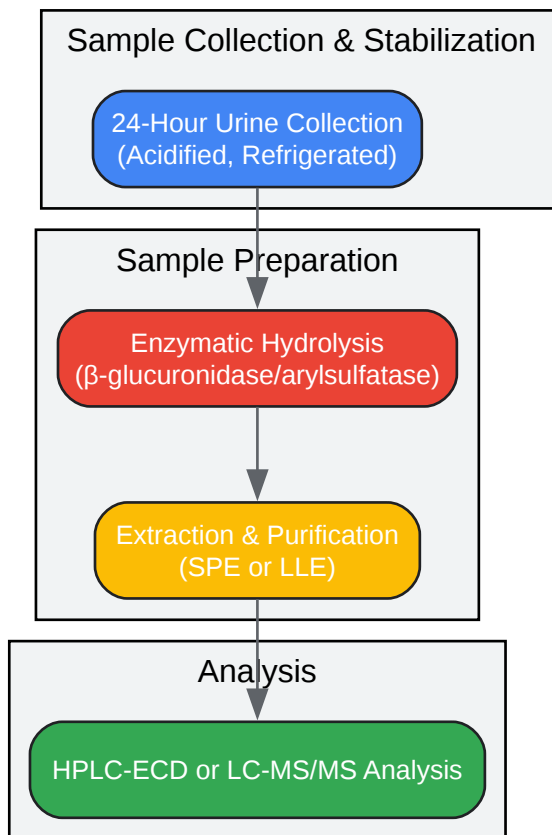 Sample Collection & Stabilization
24-Hour Urine Collection
(Acidified, Refrigerated)
Sample Preparation
Enzymatic Hydrolysis
(β-glucuronidase/arylsulfatase)
Extraction & Purification
(SPE or LLE)
Analysis
HPLC-ECD or LC-MS/MS Analysis